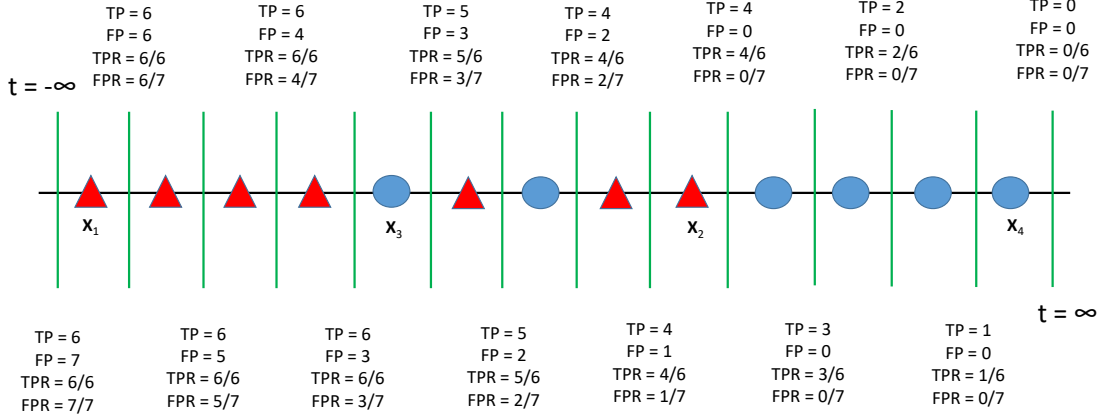 TP = 6
FP = 6
TPR = 6/6
FPR = 6/7
TP = 6
FP = 4
TPR = 6/6
FPR = 4/7
TP = 5
FP = 3
TPR = 5/6
FPR = 3/7
TP = 4
FP = 2
TPR = 4/6
FPR = 2/7
TP = 4
FP = 0
TPR = 4/6
FPR = 0/7
TP = 2
FP = 0
TPR = 2/6
FPR = 0/7
TP = 0
FP = 0
TPR = 0/6
FPR = 0/7
t = -∞
X₁
X₃
X₂
X₄
t = ∞
TP = 6
FP = 7
TPR = 6/6
FPR = 7/7
TP = 6
FP = 5
TPR = 6/6
FPR = 5/7
TP = 6
FP = 3
TPR = 6/6
FPR = 3/7
TP = 5
FP = 2
TPR = 5/6
FPR = 2/7
TP = 4
FP = 1
TPR = 4/6
FPR = 1/7
TP = 3
FP = 0
TPR = 3/6
FPR = 0/7
TP = 1
FP = 0
TPR = 1/6
FPR = 0/7